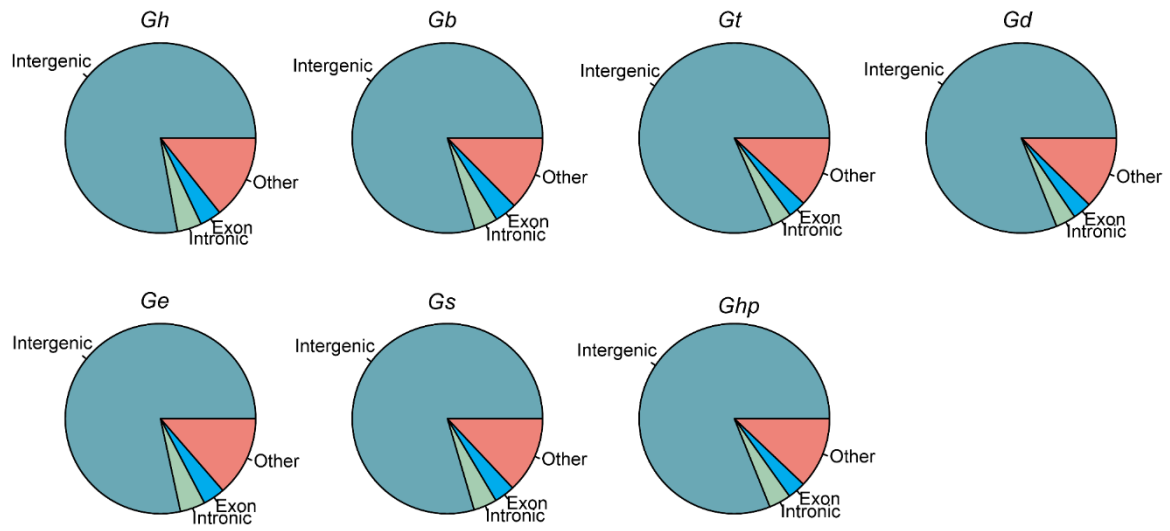 Gh
Intergenic
Other
Exon
Intronic
Gb
Intergenic
Other
Exon
Intronic
Gt
Intergenic
Other
Exon
Intronic
Gd
Intergenic
Other
Exon
Intronic
Ge
Intergenic
Other
Exon
Intronic
Gs
Intergenic
Other
Exon
Intronic
Ghp
Intergenic
Other
Exon
Intronic